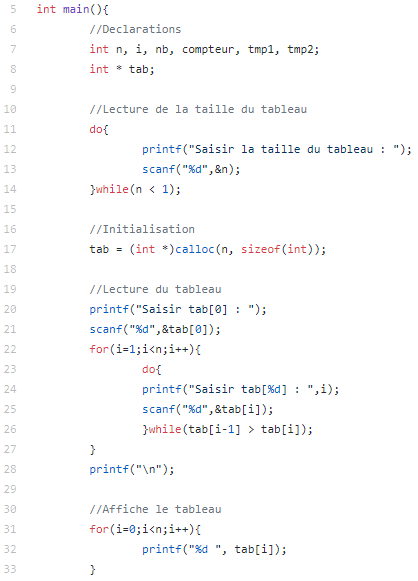 5 int main(){
6 //Declarations
7 int n, i, nb, compteur, tmp1, tmp2;
8 int * tab;
9
10 //Lecture de la taille du tableau
11 do{
12 printf("Saisir la taille du tableau : ");
13 scanf("%d",&n);
14 }while(n < 1);
15
16 //Initialisation
17 tab = (int *)calloc(n, sizeof(int));
18
19 //Lecture du tableau
20 printf("Saisir tab[0] : ");
21 scanf("%d",&tab[0]);
22 for(i=1;i<n;i++){
23 do{
24 printf("Saisir tab[%d] : ",i);
25 scanf("%d",&tab[i]);
26 }while(tab[i-1] > tab[i]);
27 }
28 printf("\n");
29
30 //Affiche le tableau
31 for(i=0;i<n;i++){
32 printf("%d ", tab[i]);
33 }